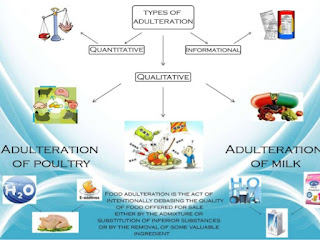 TYPES OF
ADULTERATION
QUANTITATIVE
INFORMATIONAL
QUALITATIVE
ADULTERATION
OF POULTRY
ADULTERATION
OF MILK
H2O
E-additives
FOOD ADULTERATION IS THE ACT OF
INTENTIONALLY DEBASING THE QUALITY
OF FOOD OFFERED FOR SALE
EITHER BY THE ADMIXTURE OR
SUBSTITUTION OF INFERIOR SUBSTANCES
OR BY THE REMOVAL OF SOME VALUABLE
INGREDIENT